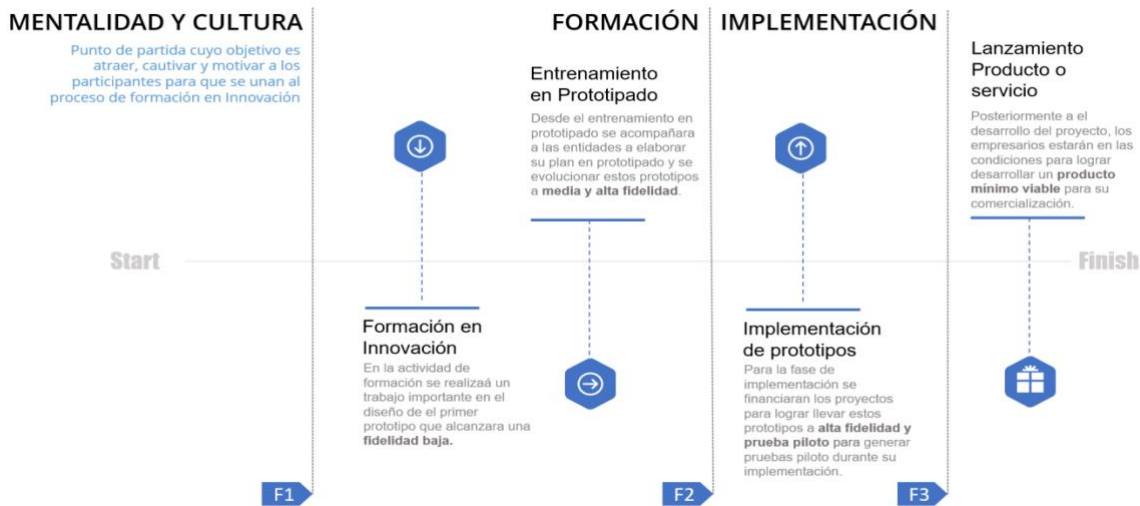 MENTALIDAD Y CULTURA
Punto de partida cuyo objetivo es
atraer, cautivar y motivar a los
participantes para que se unan al
proceso de formación en Innovación
FORMACIÓN
IMPLEMENTACIÓN
Entrenamiento
en Prototipado
Desde el entrenamiento en
prototipado se acompañara
a las entidades a elaborar
su plan en prototipado y se
evolucionar estos prototipos
a media y alta fidelidad.
Lanzamiento
Producto o
servicio
Posteriormente a el
desarrollo del proyecto, los
empresarios estarán en las
condiciones para lograr
desarrollar un producto
mínimo viable para su
comercialización.
Start
Finish
Formación en
Innovación
En la actividad de
formación se realizaá un
trabajo importante en el
diseño de el primer
prototipo que alcanzara una
fidelidad baja.
Implementación
de prototipos
Para la fase de
implementación se
financiaran los proyectos
para lograr llevar estos
prototipos a alta fidelidad y
prueba piloto para generar
pruebas piloto durante su
implementación.
F1
F2
F3